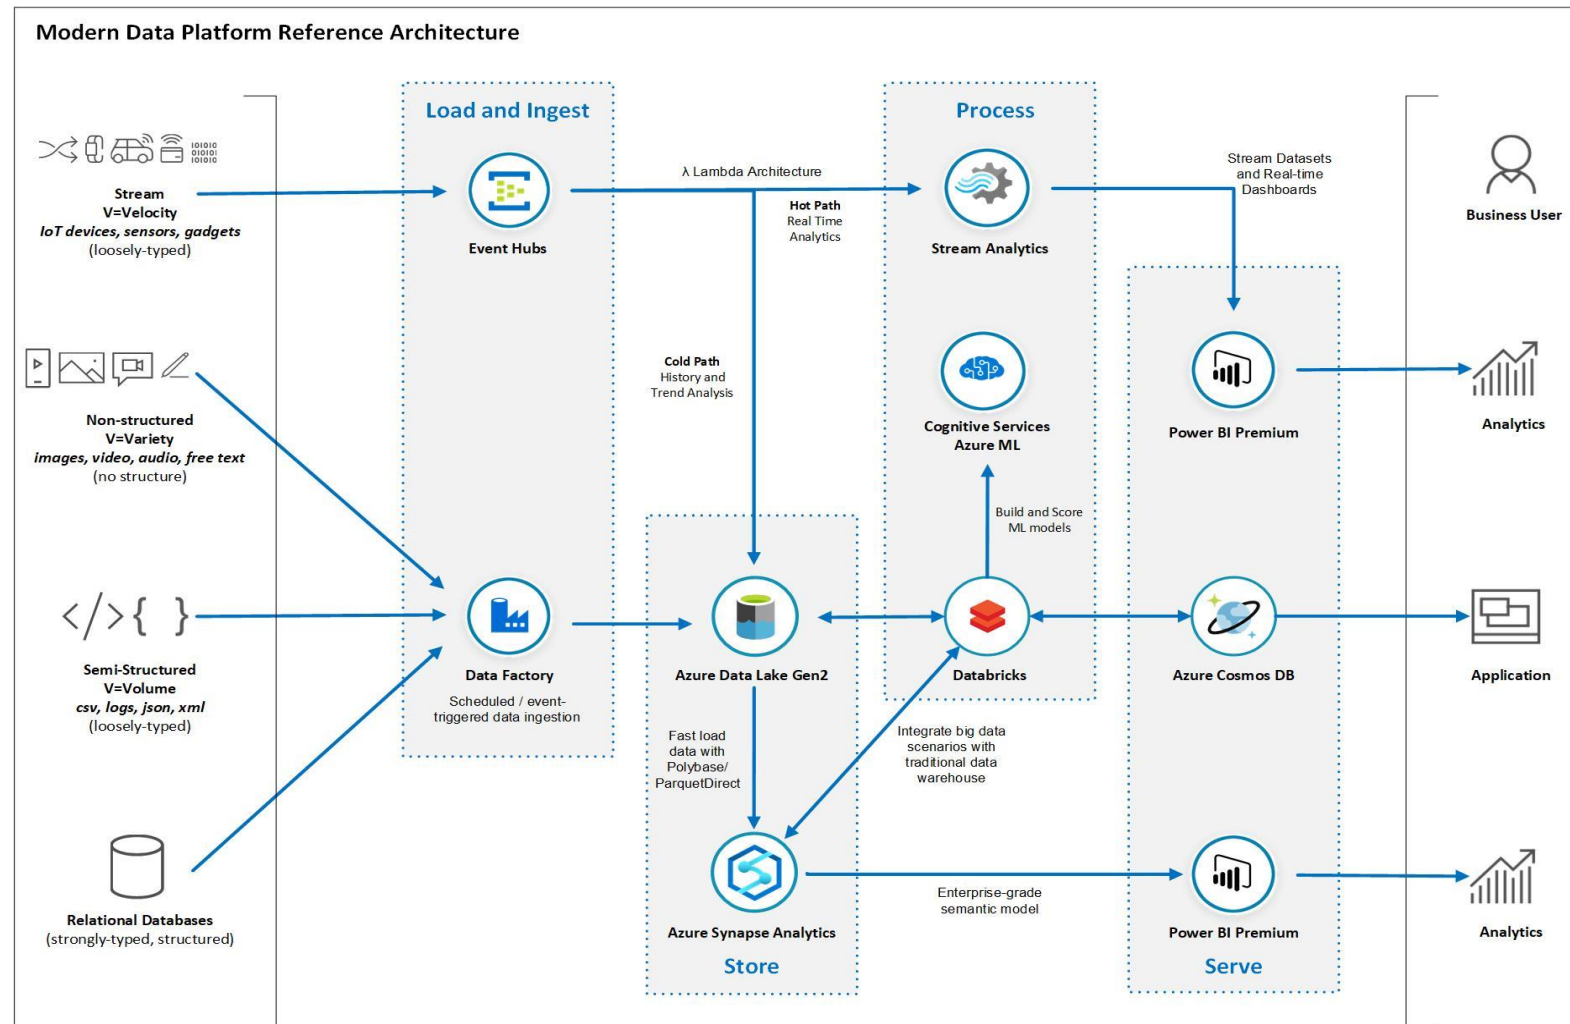 Modern Data Platform Reference Architecture
Load and Ingest
Process
101010
010101
101010
Stream
V=Velocity
IoT devices, sensors, gadgets
(loosely-typed)
Event Hubs
λ Lambda Architecture
Hot Path
Real Time
Analytics
Stream Analytics
Stream Datasets
and Real-time
Dashboards
Business User
Non-structured
V=Variety
images, video, audio, free text
(no structure)
Cold Path
History and
Trend Analysis
Cognitive Services
Azure ML
Power BI Premium
Analytics
Build and Score
ML models
Semi-Structured
V=Volume
csv, logs, json, xml
(loosely-typed)
Data Factory
Scheduled / event-
triggered data ingestion
Azure Data Lake Gen2
Databricks
Azure Cosmos DB
Application
Fast load
data with
Polybase/
ParquetDirect
Integrate big data
scenarios with
traditional data
warehouse
Relational Databases
(strongly-typed, structured)
Azure Synapse Analytics
Enterprise-grade
semantic model
Power BI Premium
Analytics
Store
Serve